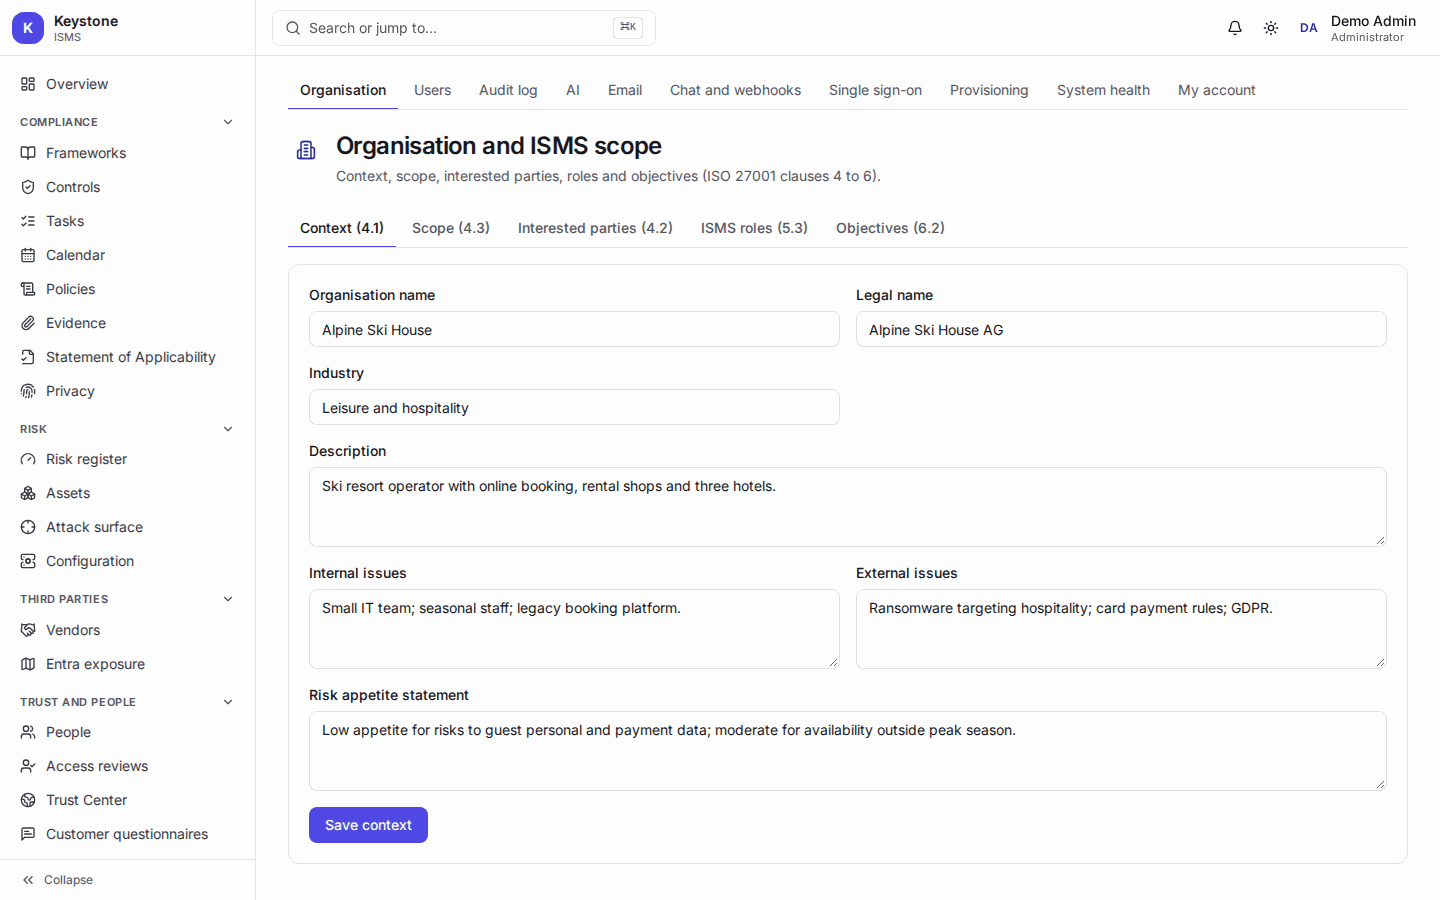 K
Keystone
ISMS
Search or jump to...
⌘K
DA
Demo Admin
Administrator
Overview
COMPLIANCE
Frameworks
Controls
Tasks
Calendar
Policies
Evidence
Statement of Applicability
Privacy
RISK
Risk register
Assets
Attack surface
Configuration
THIRD PARTIES
Vendors
Entra exposure
TRUST AND PEOPLE
People
Access reviews
Trust Center
Customer questionnaires
Collapse
Organisation Users Audit log AI Email Chat and webhooks Single sign-on Provisioning System health My account
Organisation and ISMS scope
Context, scope, interested parties, roles and objectives (ISO 27001 clauses 4 to 6).
Context (4.1) Scope (4.3) Interested parties (4.2) ISMS roles (5.3) Objectives (6.2)
Organisation name
Alpine Ski House
Legal name
Alpine Ski House AG
Industry
Leisure and hospitality
Description
Ski resort operator with online booking, rental shops and three hotels.
Internal issues
Small IT team; seasonal staff; legacy booking platform.
External issues
Ransomware targeting hospitality; card payment rules; GDPR.
Risk appetite statement
Low appetite for risks to guest personal and payment data; moderate for availability outside peak season.
Save context